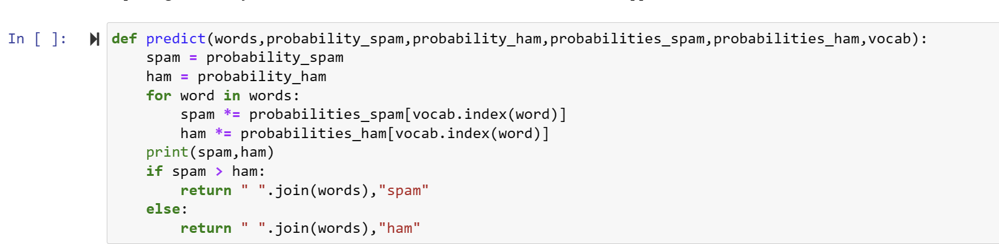 In [ ]: def predict(words,probability_spam,probability_ham,probabilities_spam,probabilities_ham,vocab):
    spam = probability_spam
    ham = probability_ham
    for word in words:
        spam *= probabilities_spam[vocab.index(word)]
        ham *= probabilities_ham[vocab.index(word)]
    print(spam,ham)
    if spam > ham:
        return " ".join(words),"spam"
    else:
        return " ".join(words),"ham"